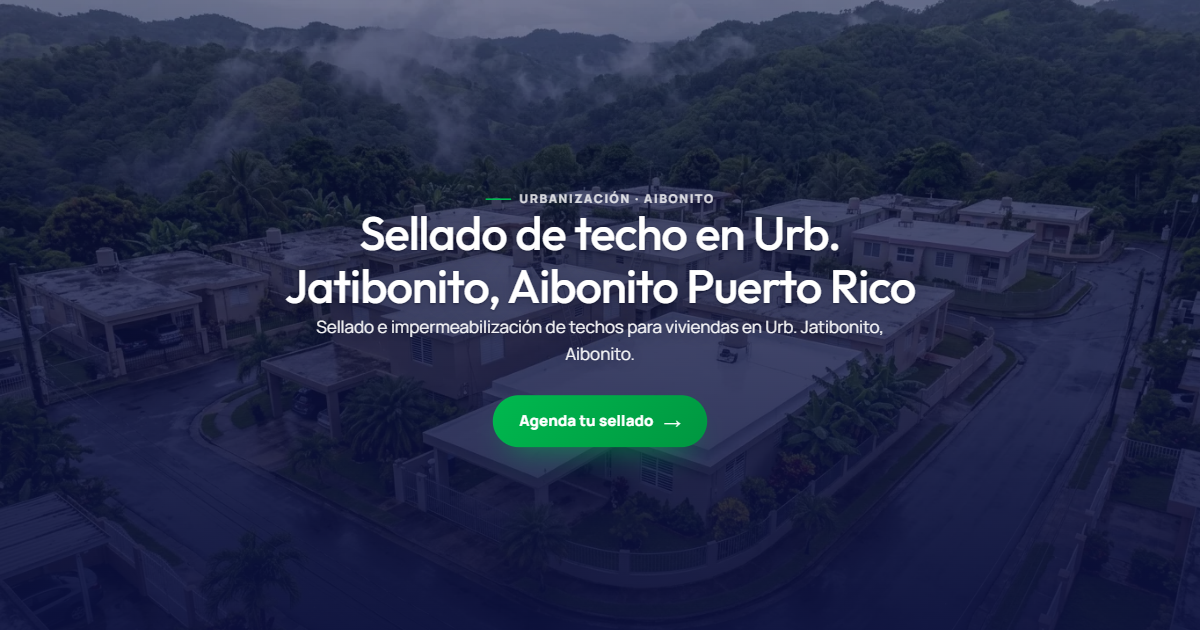 URBANIZACIÓN · AIBONITO
Sellado de techo en Urb.
Jatibonito, Aibonito Puerto Rico
Sellado e impermeabilización de techos para viviendas en Urb. Jatibonito,
Aibonito.
Agenda tu sellado →